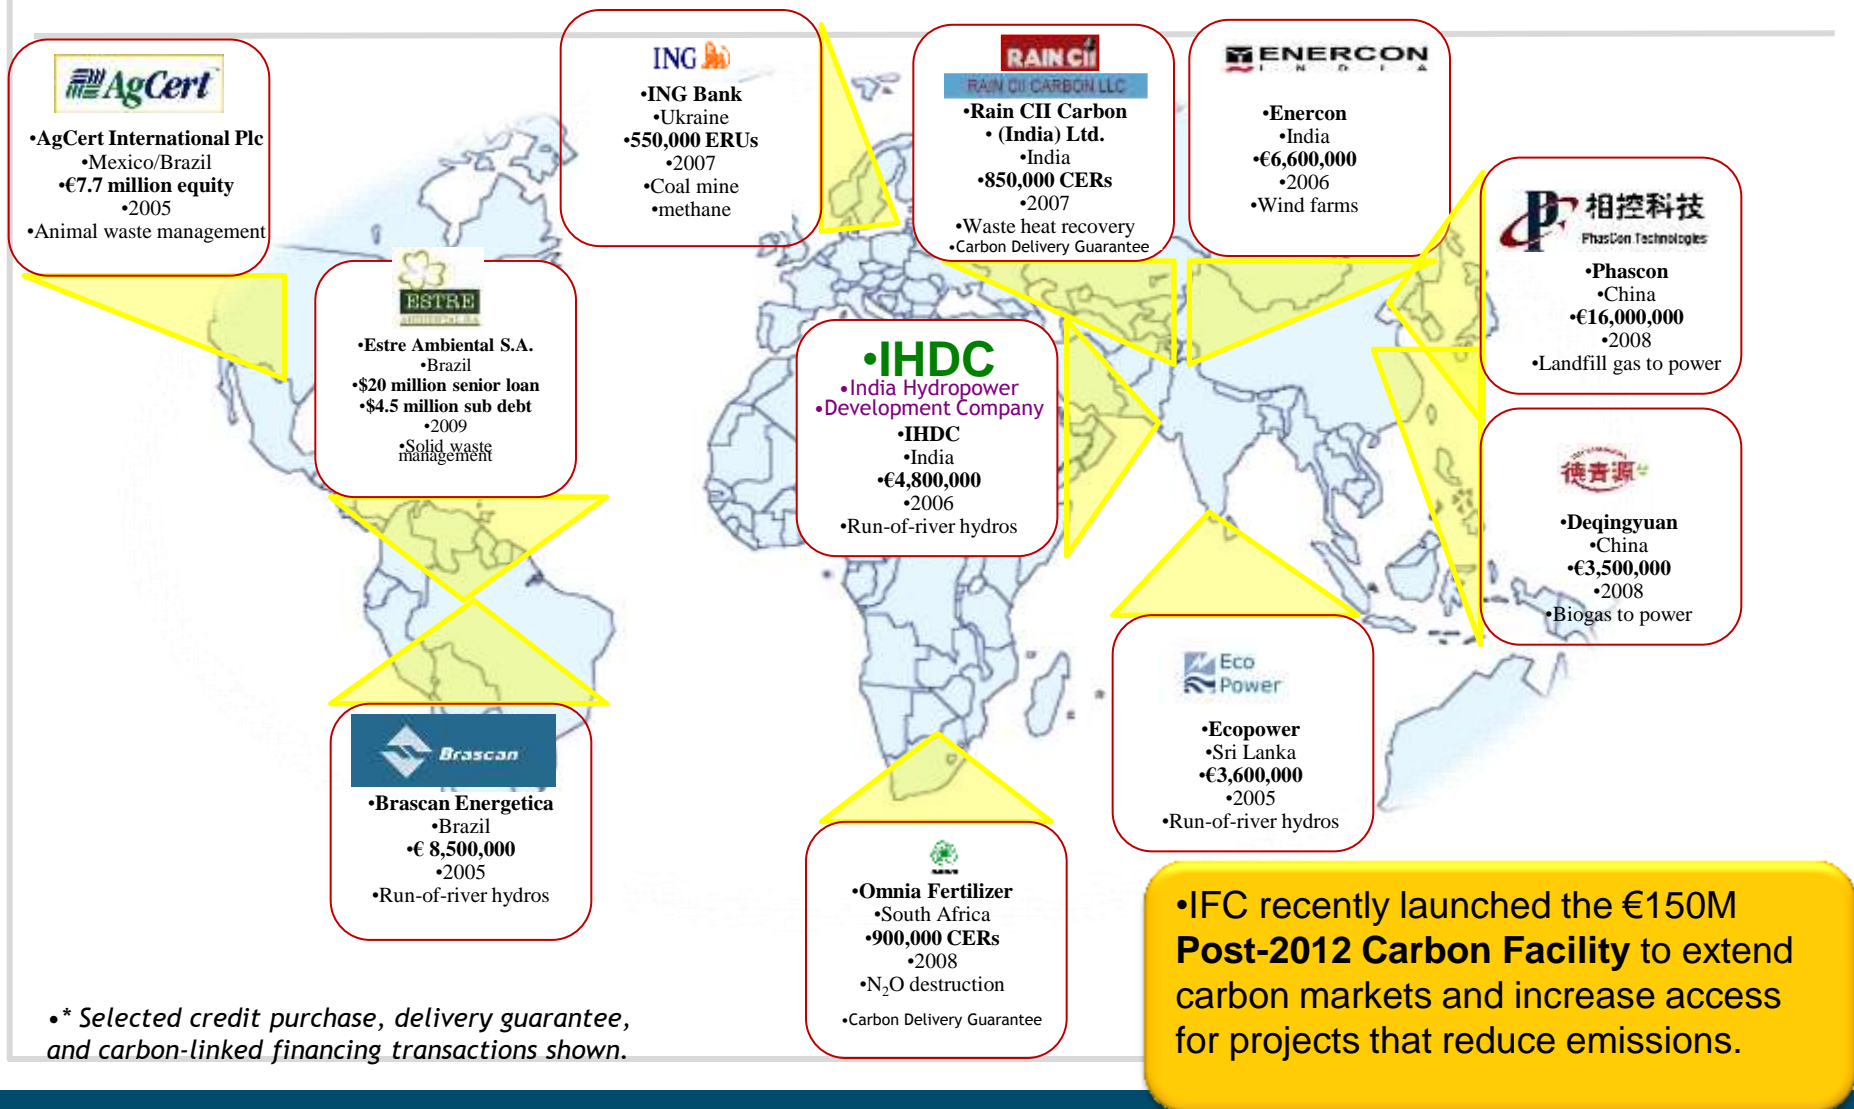 AgCert
•AgCert International Plc
•Mexico/Brazil
•€7.7 million equity
•2005
•Animal waste management
ING
•ING Bank
•Ukraine
•550,000 ERUs
•2007
•Coal mine
•methane
RAIN CII
RAIN CII CARBON LLC
•Rain CII Carbon
• (India) Ltd.
•India
•850,000 CERs
•2007
•Waste heat recovery
•Carbon Delivery Guarantee
ENERCON
INDIA
•Enercon
•India
•€6,600,000
•2006
•Wind farms
相控科技
PhasCon Technologies
•Phascon
•China
•€16,000,000
•2008
•Landfill gas to power
ESTRE
AMBIENTAL S.A.
•Estre Ambiental S.A.
•Brazil
•$20 million senior loan
•$4.5 million sub debt
•2009
•Solid waste
management
•IHDC
•India Hydropower
•Development Company
•IHDC
•India
•€4,800,000
•2006
•Run-of-river hydros
德青源
•Deqingyuan
•China
•€3,500,000
•2008
•Biogas to power
Brascan
•Brascan Energetica
•Brazil
•€ 8,500,000
•2005
•Run-of-river hydros
Eco
Power
•Ecopower
•Sri Lanka
•€3,600,000
•2005
•Run-of-river hydros
•Omnia Fertilizer
•South Africa
•900,000 CERs
•2008
•N₂O destruction
•Carbon Delivery Guarantee
•IFC recently launched the €150M
Post-2012 Carbon Facility to extend
carbon markets and increase access
for projects that reduce emissions.
•* Selected credit purchase, delivery guarantee,
and carbon-linked financing transactions shown.